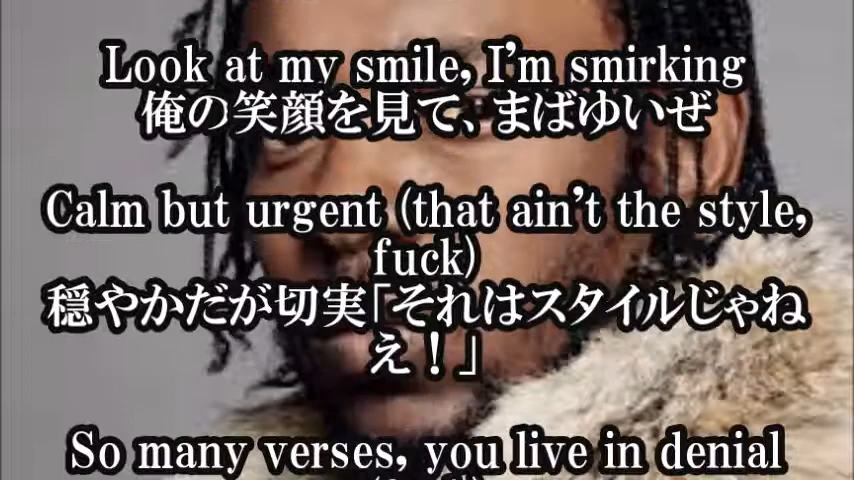 Look at my smile, I'm smirking
俺の笑顔を見て、まばゆいぜ
Calm but urgent (that ain't the style,
fuck)
穏やかだが切実「それはスタイルじゃね
え！」
So many verses, you live in denial